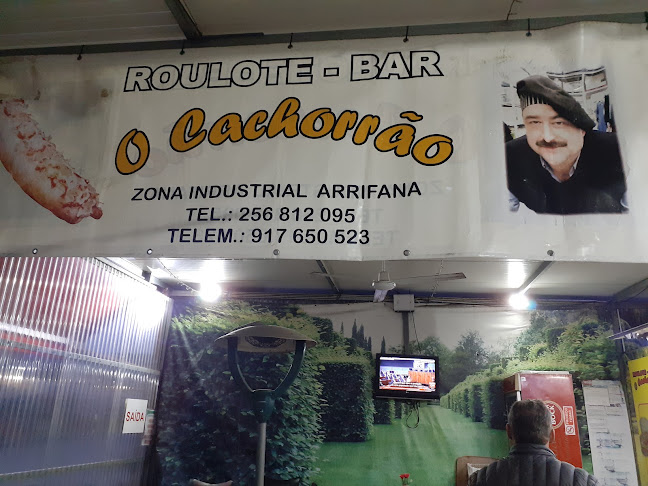 ROULOTE - BAR
O Cachorrão
ZONA INDUSTRIAL ARRIFANA
TEL.: 256 812 095
TELEM.: 917 650 523
SAÍDA